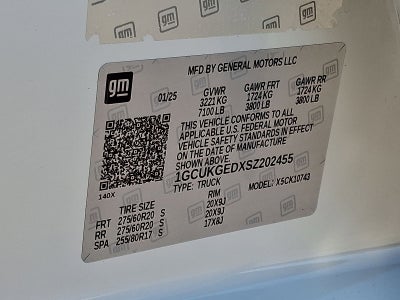 gm
MFD BY GENERAL MOTORS LLC
01/25 GVWR GAWR FRT GAWR RR
3221 KG 1724 KG 1724 KG
7100 LB 3800 LB 3800 LB
THIS VEHICLE CONFORMS TO ALL
APPLICABLE U.S. FEDERAL MOTOR
VEHICLE SAFETY STANDARDS IN EFFECT
ON THE DATE OF MANUFACTURE
SHOWN ABOVE.
1GCUKGEDXSZ202455
TYPE: TRUCK MODEL: X5CK10743
140X
TIRE SIZE RIM
FRT 275/60R20 S 20X9J
RR 275/60R20 S 20X9J
SPA 255/80R17 S 17X8J